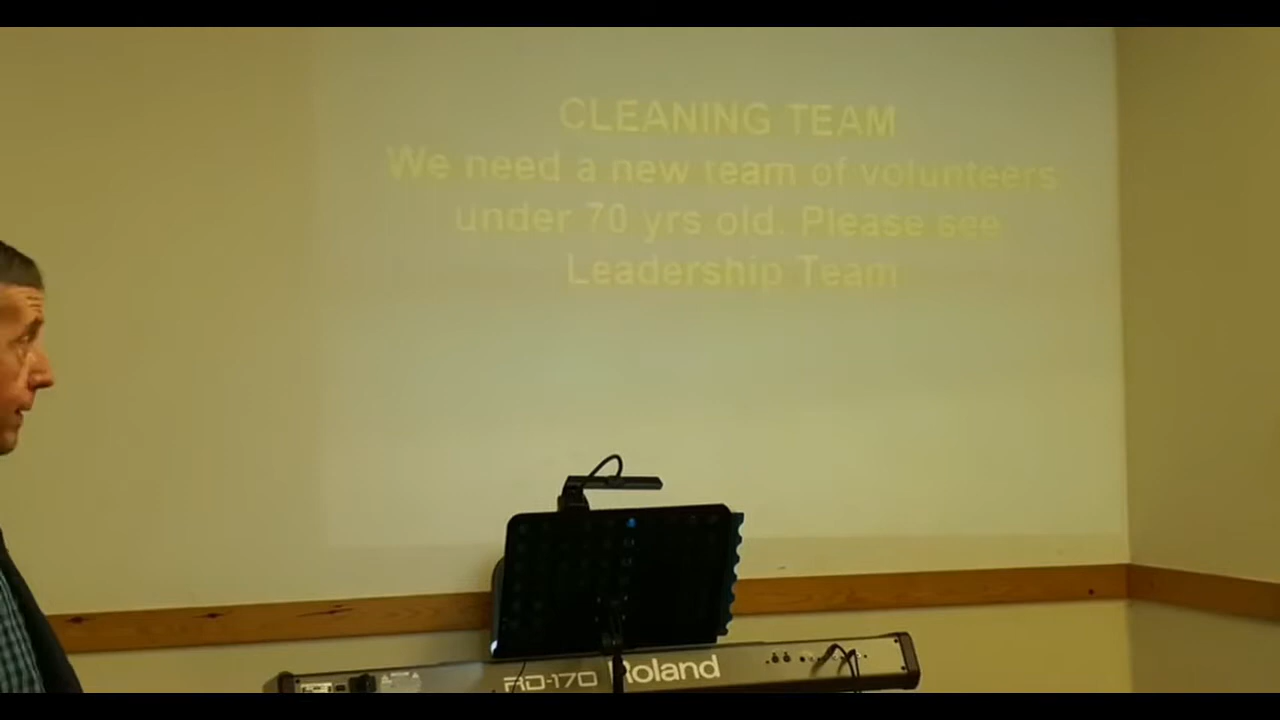 CLEANING TEAM
We need a new team of volunteers
under 70 yrs old. Please see
Leadership Team
RD-170 Roland